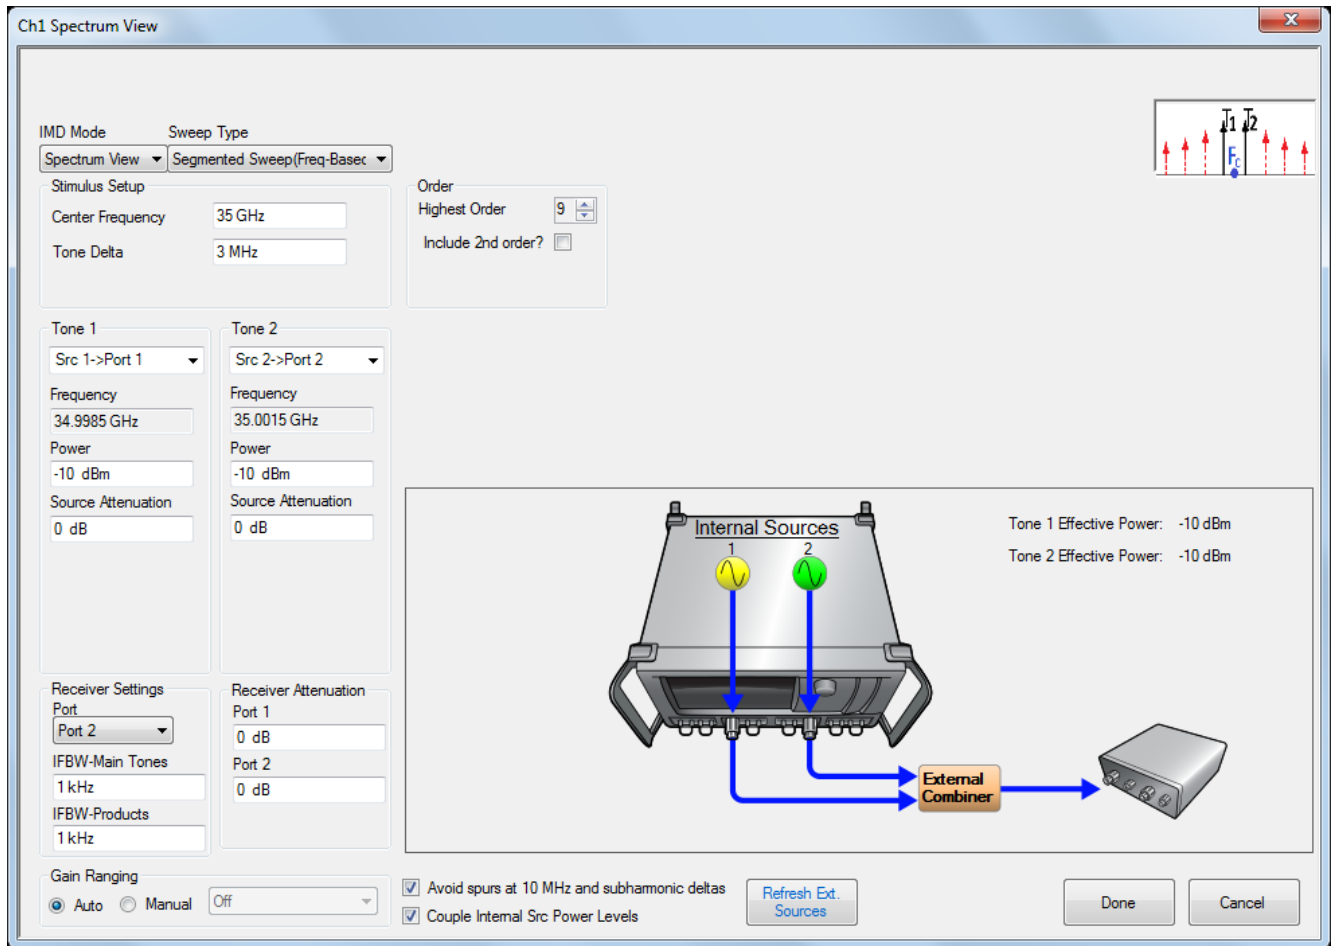 Ch1 Spectrum View
X
T1 T2
Fc
IMD Mode Sweep Type
Spectrum View Segmented Sweep(Freq-Basec
Stimulus Setup Order
Center Frequency 35 GHz Highest Order 9
Tone Delta 3 MHz Include 2nd order?
Tone 1 Tone 2
Src 1->Port 1 Src 2->Port 2
Frequency Frequency
34.9985 GHz 35.0015 GHz
Power Power
-10 dBm -10 dBm
Source Attenuation Source Attenuation
0 dB 0 dB
Internal Sources
1 2
Tone 1 Effective Power: -10 dBm
Tone 2 Effective Power: -10 dBm
Receiver Settings Receiver Attenuation
Port Port 1
Port 2 0 dB
IFBW-Main Tones Port 2
1 kHz 0 dB
IFBW-Products
1 kHz
External
Combiner
Gain Ranging
Auto Manual Off
Avoid spurs at 10 MHz and subharmonic deltas
Couple Internal Src Power Levels
Refresh Ext.
Sources
Done Cancel